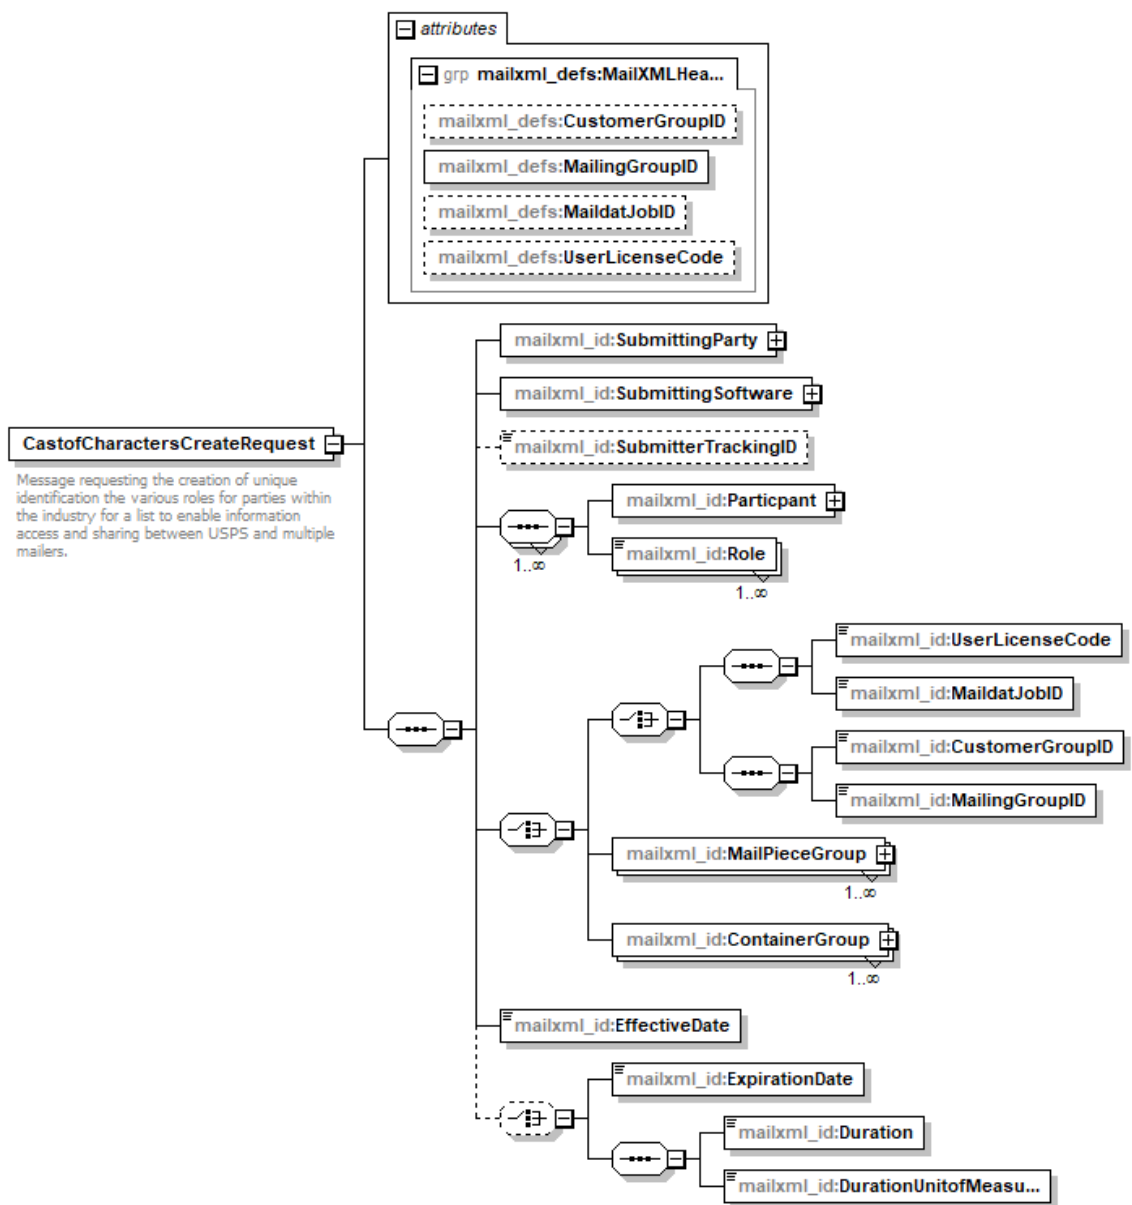 attributes
grp mailxml_defs:MailXMLHea...
mailxml_defs:CustomerGroupID
mailxml_defs:MailingGroupID
mailxml_defs:MaildatJobID
mailxml_defs:UserLicenseCode
mailxml_id:SubmittingParty
mailxml_id:SubmittingSoftware
CastofCharactersCreateRequest
Message requesting the creation of unique
identification the various roles for parties within
the industry for a list to enable information
access and sharing between USPS and multiple
mailers.
mailxml_id:SubmitterTrackingID
mailxml_id:Particpant
mailxml_id:Role
1..∞
1..∞
mailxml_id:UserLicenseCode
mailxml_id:MaildatJobID
mailxml_id:CustomerGroupID
mailxml_id:MailingGroupID
mailxml_id:MailPieceGroup
1..∞
mailxml_id:ContainerGroup
1..∞
mailxml_id:EffectiveDate
mailxml_id:ExpirationDate
mailxml_id:Duration
mailxml_id:DurationUnitofMeasu...